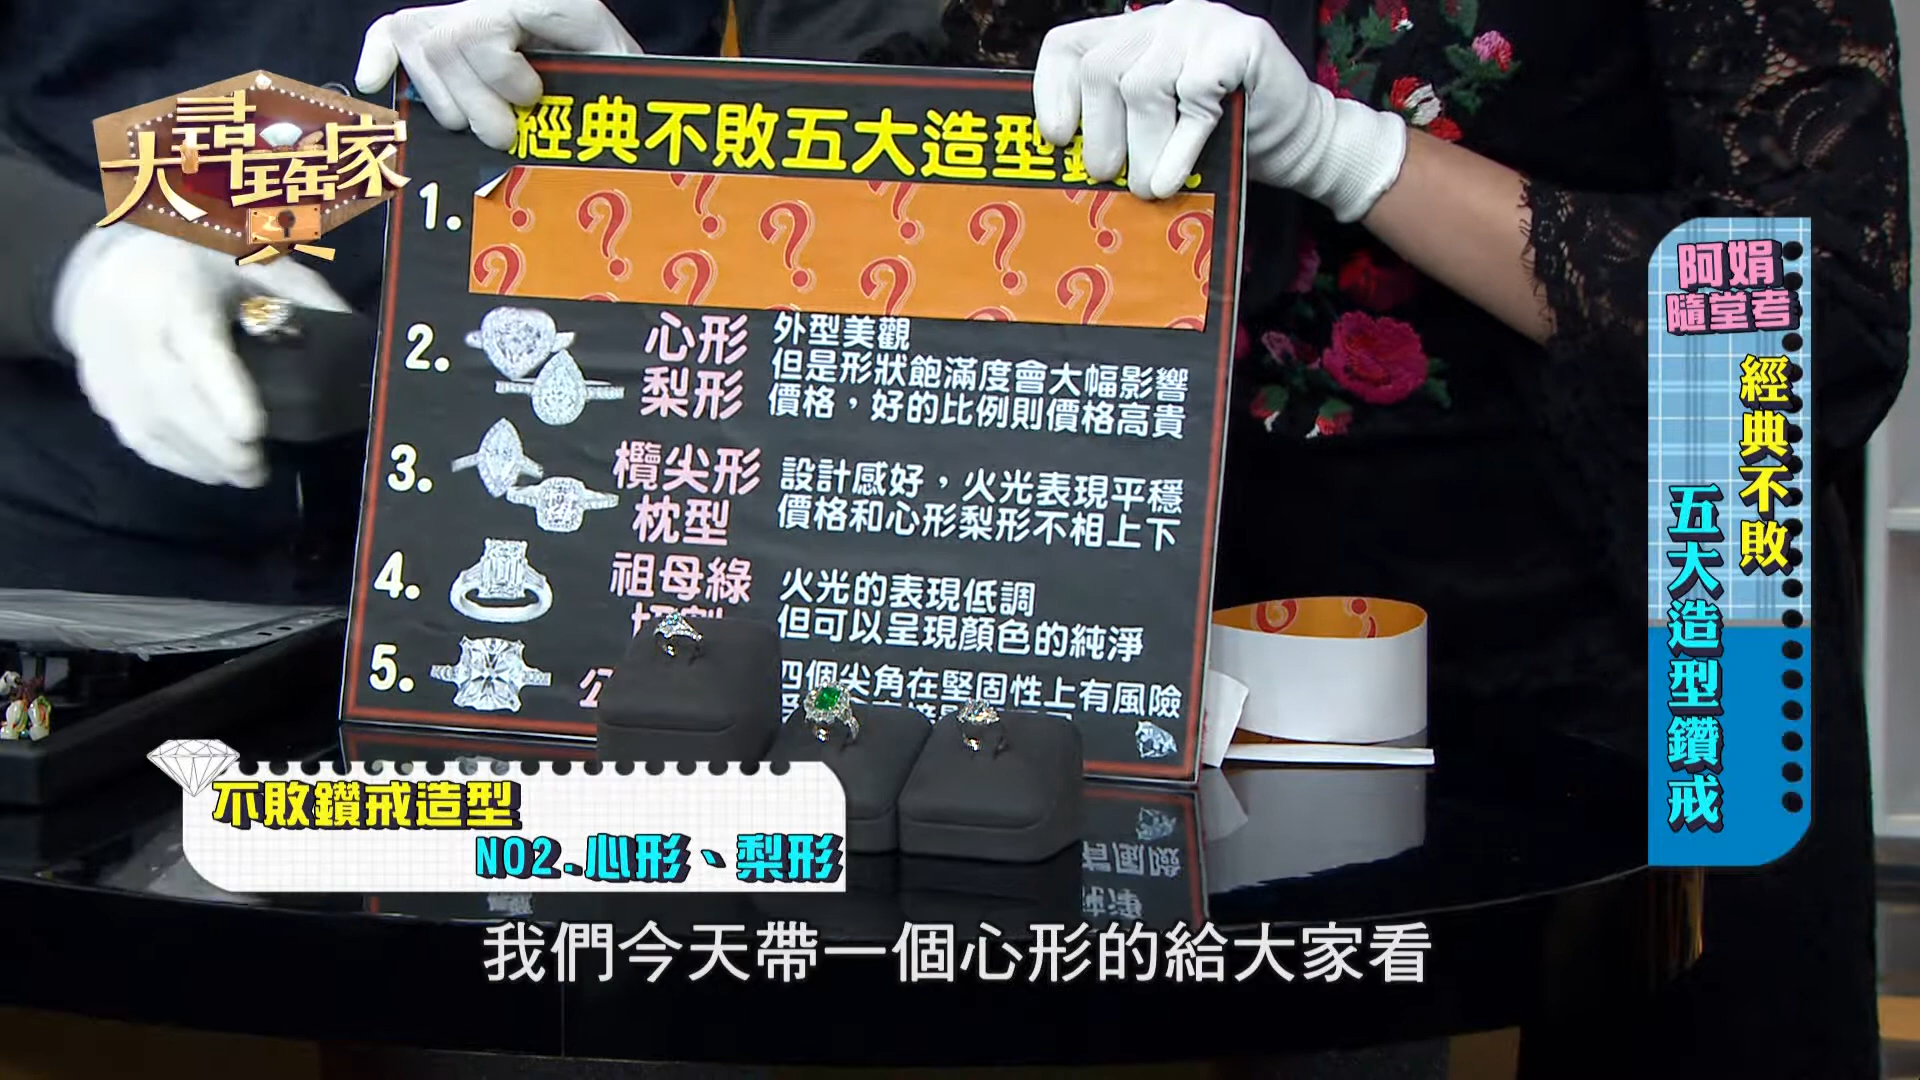 大尋寶家
經典不敗五大造型鑽
1.
2. 心形 梨形
外型美觀
但是形狀飽滿度會大幅影響
價格，好的比例則價格高貴
3. 欖尖形 枕型
設計感好，火光表現平穩
價格和心形梨形不相上下
4. 祖母綠切割
火光的表現低調
但可以呈現顏色的純淨
5. 公
四個尖角在堅固性上有風險
阿娟
隨堂考
經典不敗
五大造型鑽戒
不敗鑽戒造型
NO2.心形、梨形
我們今天帶一個心形的給大家看